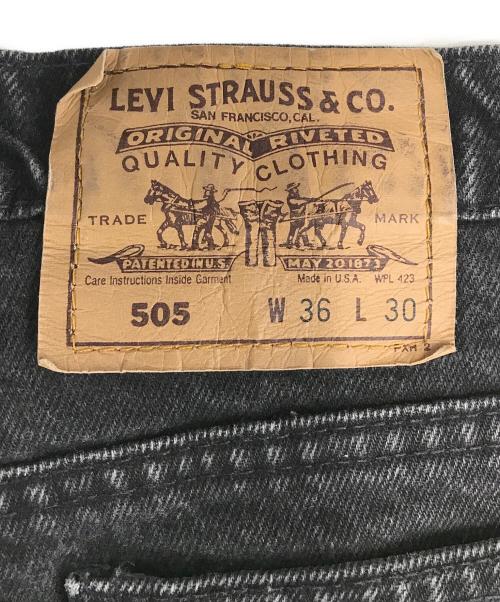 LEVI STRAUSS & CO.
SAN FRANCISCO, CAL.
ORIGINAL RIVETED
QUALITY CLOTHING
TRADE MARK
PATENTED IN U.S. MAY 20 1873
Care Instructions Inside Garment Made in U.S.A. WPL 423
505 W 36 L 30